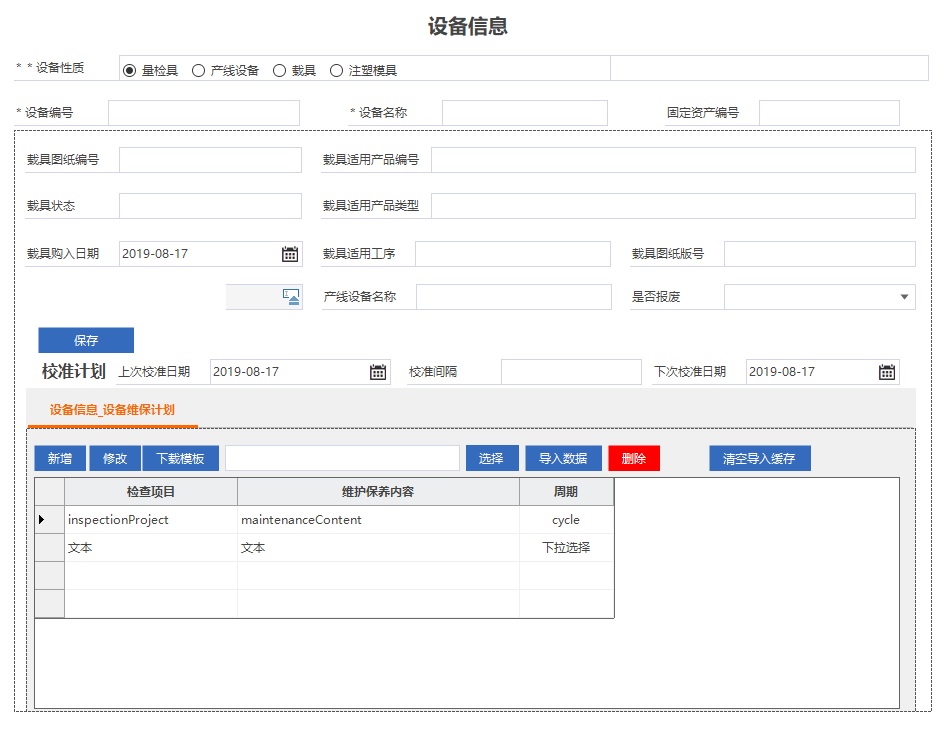 设备信息
* * 设备性质 量检具 产线设备 载具 注塑模具
* 设备编号 * 设备名称 固定资产编号
载具图纸编号 载具适用产品编号
载具状态 载具适用产品类型
载具购入日期 2019-08-17 载具适用工序 载具图纸版号
产线设备名称 是否报废
保存
校准计划 上次校准日期 2019-08-17 校准间隔 下次校准日期 2019-08-17
设备信息_设备维保计划
新增 修改 下载模板 选择 导入数据 删除 清空导入缓存
检查项目 维护保养内容 周期
inspectionProject maintenanceContent cycle
文本 文本 下拉选择